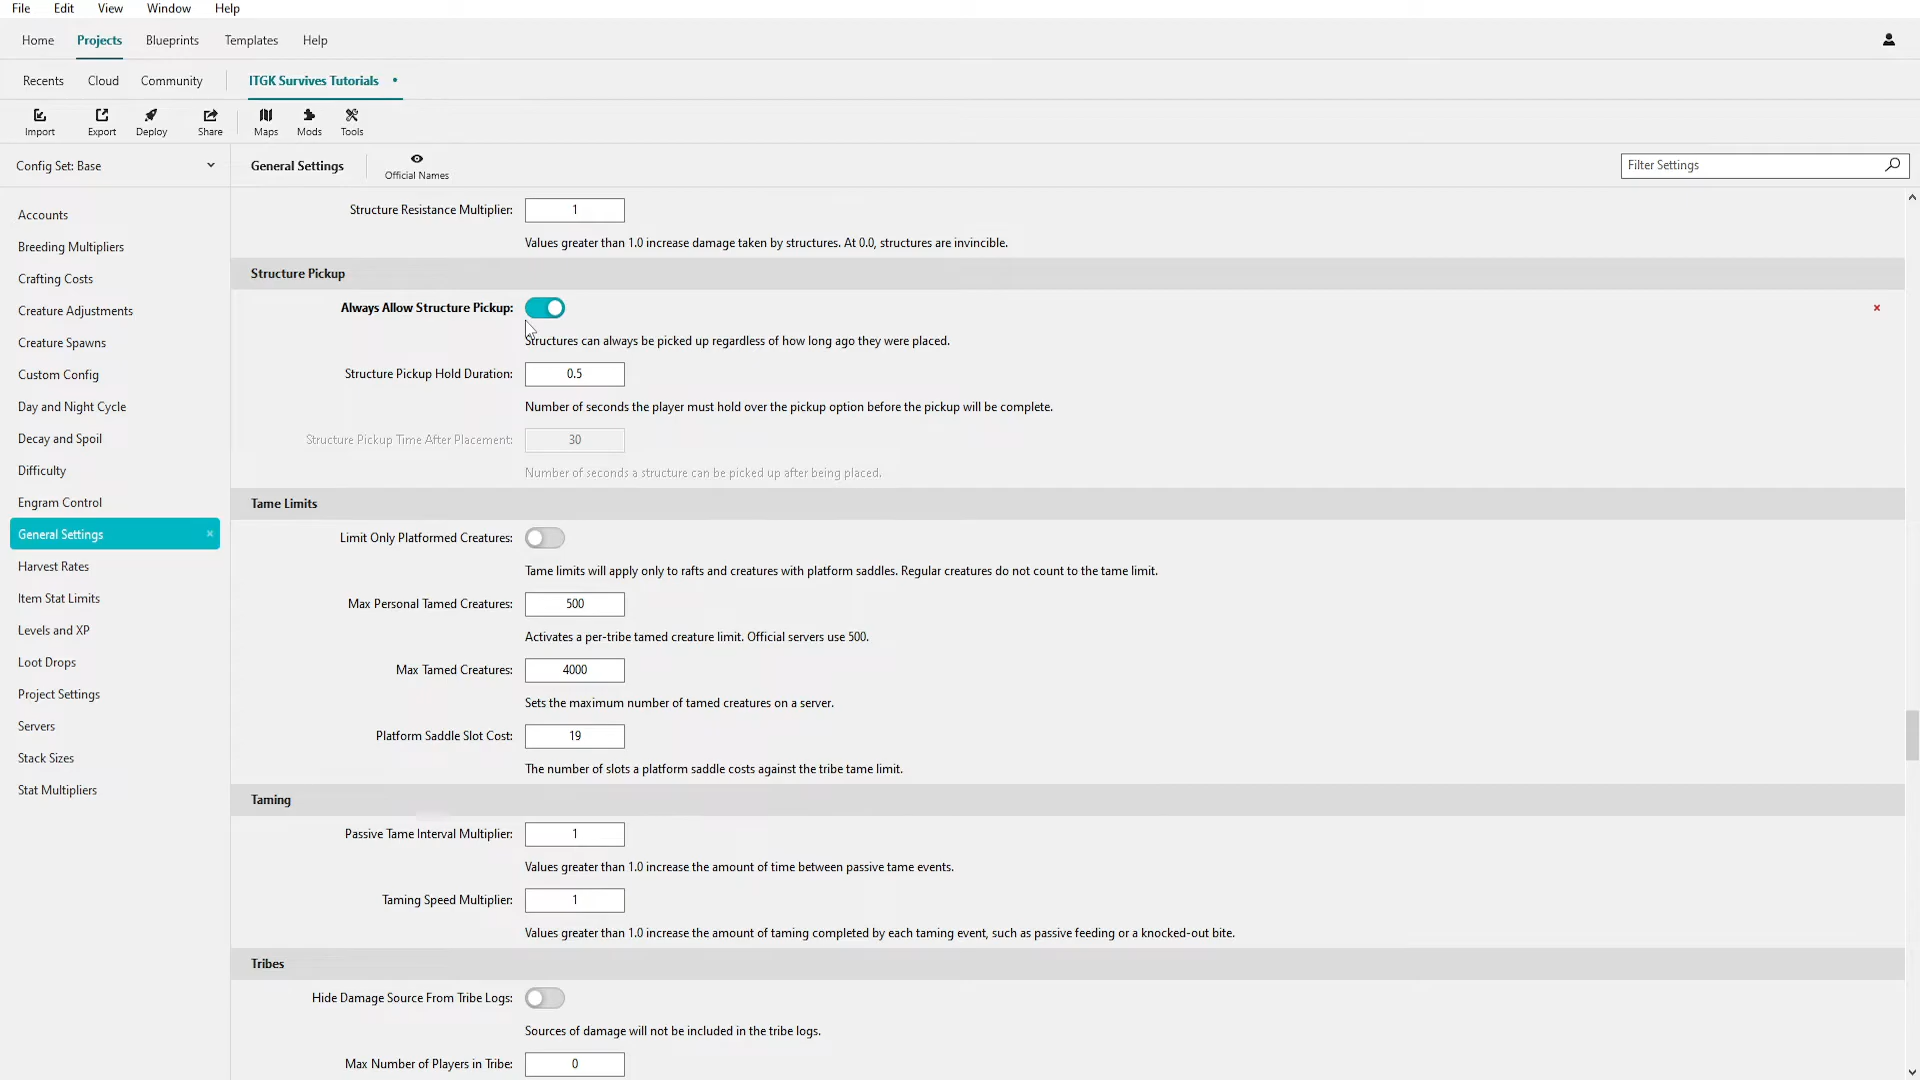 File Edit View Window Help
Home Projects Blueprints Templates Help
Recents Cloud Community ITGK Survives Tutorials •
Import Export Deploy Share Maps Mods Tools
Config Set: Base General Settings Official Names Filter Settings
Accounts
Breeding Multipliers
Crafting Costs
Creature Adjustments
Creature Spawns
Custom Config
Day and Night Cycle
Decay and Spoil
Difficulty
Engram Control
General Settings ×
Harvest Rates
Item Stat Limits
Levels and XP
Loot Drops
Project Settings
Servers
Stack Sizes
Stat Multipliers
Structure Resistance Multiplier: 1
Values greater than 1.0 increase damage taken by structures. At 0.0, structures are invincible.
Structure Pickup
Always Allow Structure Pickup: ×
Structures can always be picked up regardless of how long ago they were placed.
Structure Pickup Hold Duration: 0.5
Number of seconds the player must hold over the pickup option before the pickup will be complete.
Structure Pickup Time After Placement: 30
Number of seconds a structure can be picked up after being placed.
Tame Limits
Limit Only Platformed Creatures:
Tame limits will apply only to rafts and creatures with platform saddles. Regular creatures do not count to the tame limit.
Max Personal Tamed Creatures: 500
Activates a per-tribe tamed creature limit. Official servers use 500.
Max Tamed Creatures: 4000
Sets the maximum number of tamed creatures on a server.
Platform Saddle Slot Cost: 19
The number of slots a platform saddle costs against the tribe tame limit.
Taming
Passive Tame Interval Multiplier: 1
Values greater than 1.0 increase the amount of time between passive tame events.
Taming Speed Multiplier: 1
Values greater than 1.0 increase the amount of taming completed by each taming event, such as passive feeding or a knocked-out bite.
Tribes
Hide Damage Source From Tribe Logs:
Sources of damage will not be included in the tribe logs.
Max Number of Players in Tribe: 0